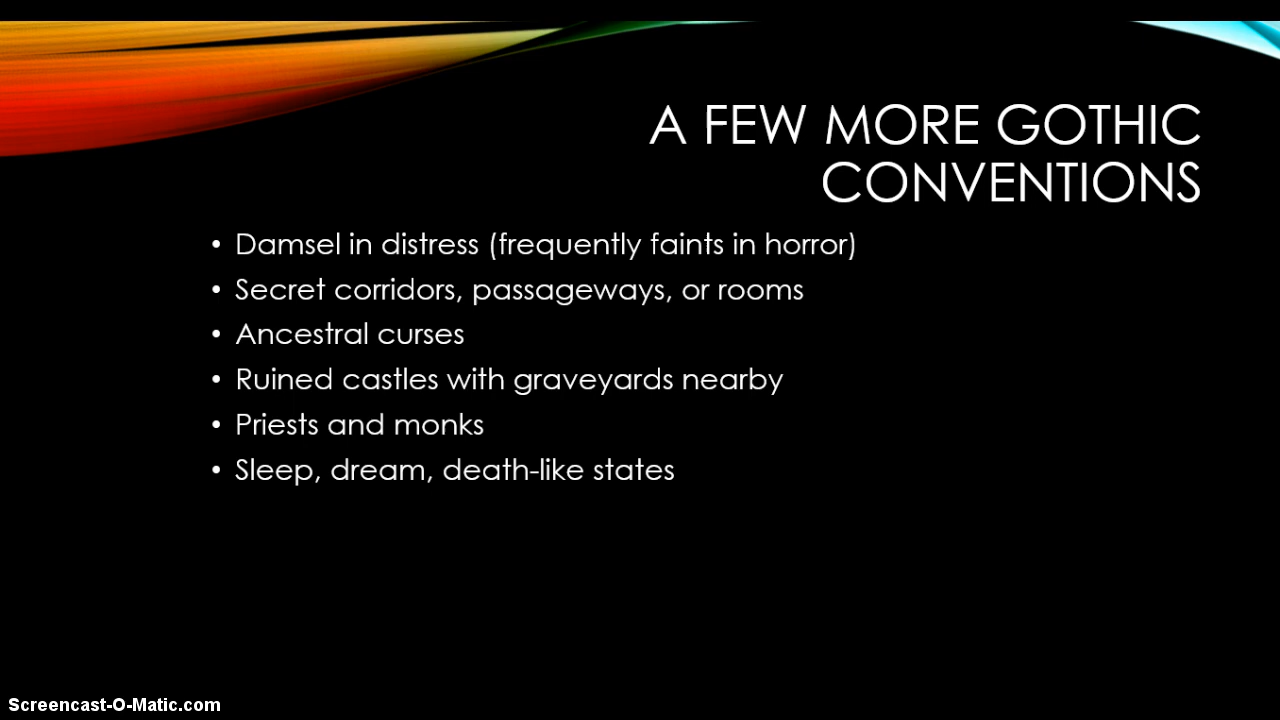 A FEW MORE GOTHIC
CONVENTIONS
• Damsel in distress (frequently faints in horror)
• Secret corridors, passageways, or rooms
• Ancestral curses
• Ruined castles with graveyards nearby
• Priests and monks
• Sleep, dream, death-like states
Screencast-O-Matic.com